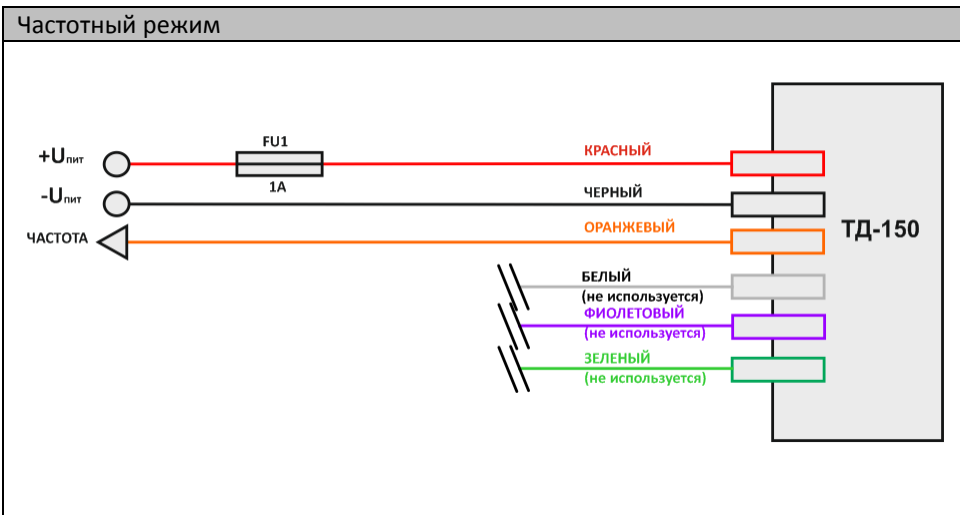 Частотный режим
FU1
+Uпит
КРАСНЫЙ
1А
-Uпит
ЧЕРНЫЙ
ЧАСТОТА
ОРАНЖЕВЫЙ
ТД-150
БЕЛЫЙ
(не используется)
ФИОЛЕТОВЫЙ
(не используется)
ЗЕЛЕНЫЙ
(не используется)